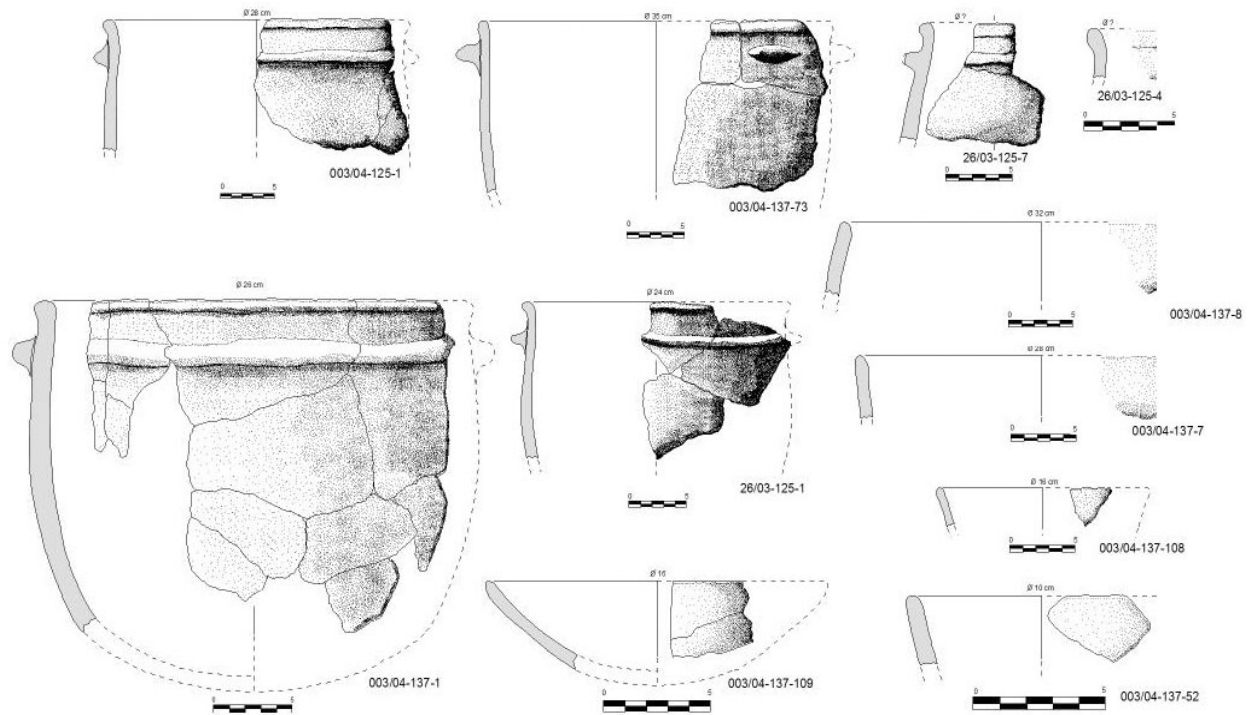 Ø 28 cm
0 5
003/04-125-1
Ø 35 cm
0 5
003/04-137-73
Ø ?
26/03-125-7
0 5
Ø ?
26/03-125-4
0 5
Ø 32 cm
0 5
003/04-137-8
Ø 28 cm
0 5
003/04-137-7
Ø 26 cm
003/04-137-1
0 5
Ø 24 cm
26/03-125-1
0 5
Ø 16 cm
0 5
003/04-137-108
Ø 16
003/04-137-109
0 5
Ø 10 cm
0 5
003/04-137-52